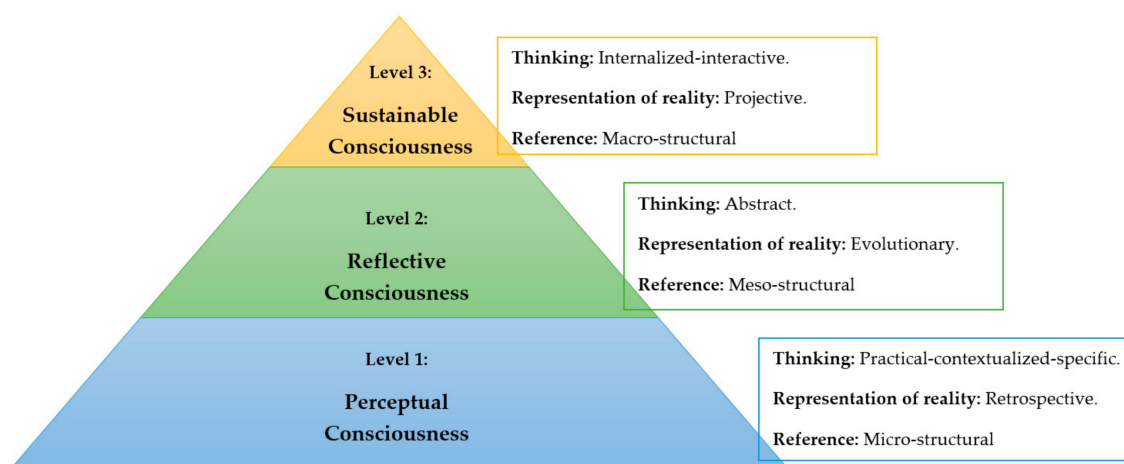 Level 3:
Sustainable
Consciousness
Thinking: Internalized-interactive.
Representation of reality: Projective.
Reference: Macro-structural
Level 2:
Reflective
Consciousness
Thinking: Abstract.
Representation of reality: Evolutionary.
Reference: Meso-structural
Level 1:
Perceptual
Consciousness
Thinking: Practical-contextualized-specific.
Representation of reality: Retrospective.
Reference: Micro-structural